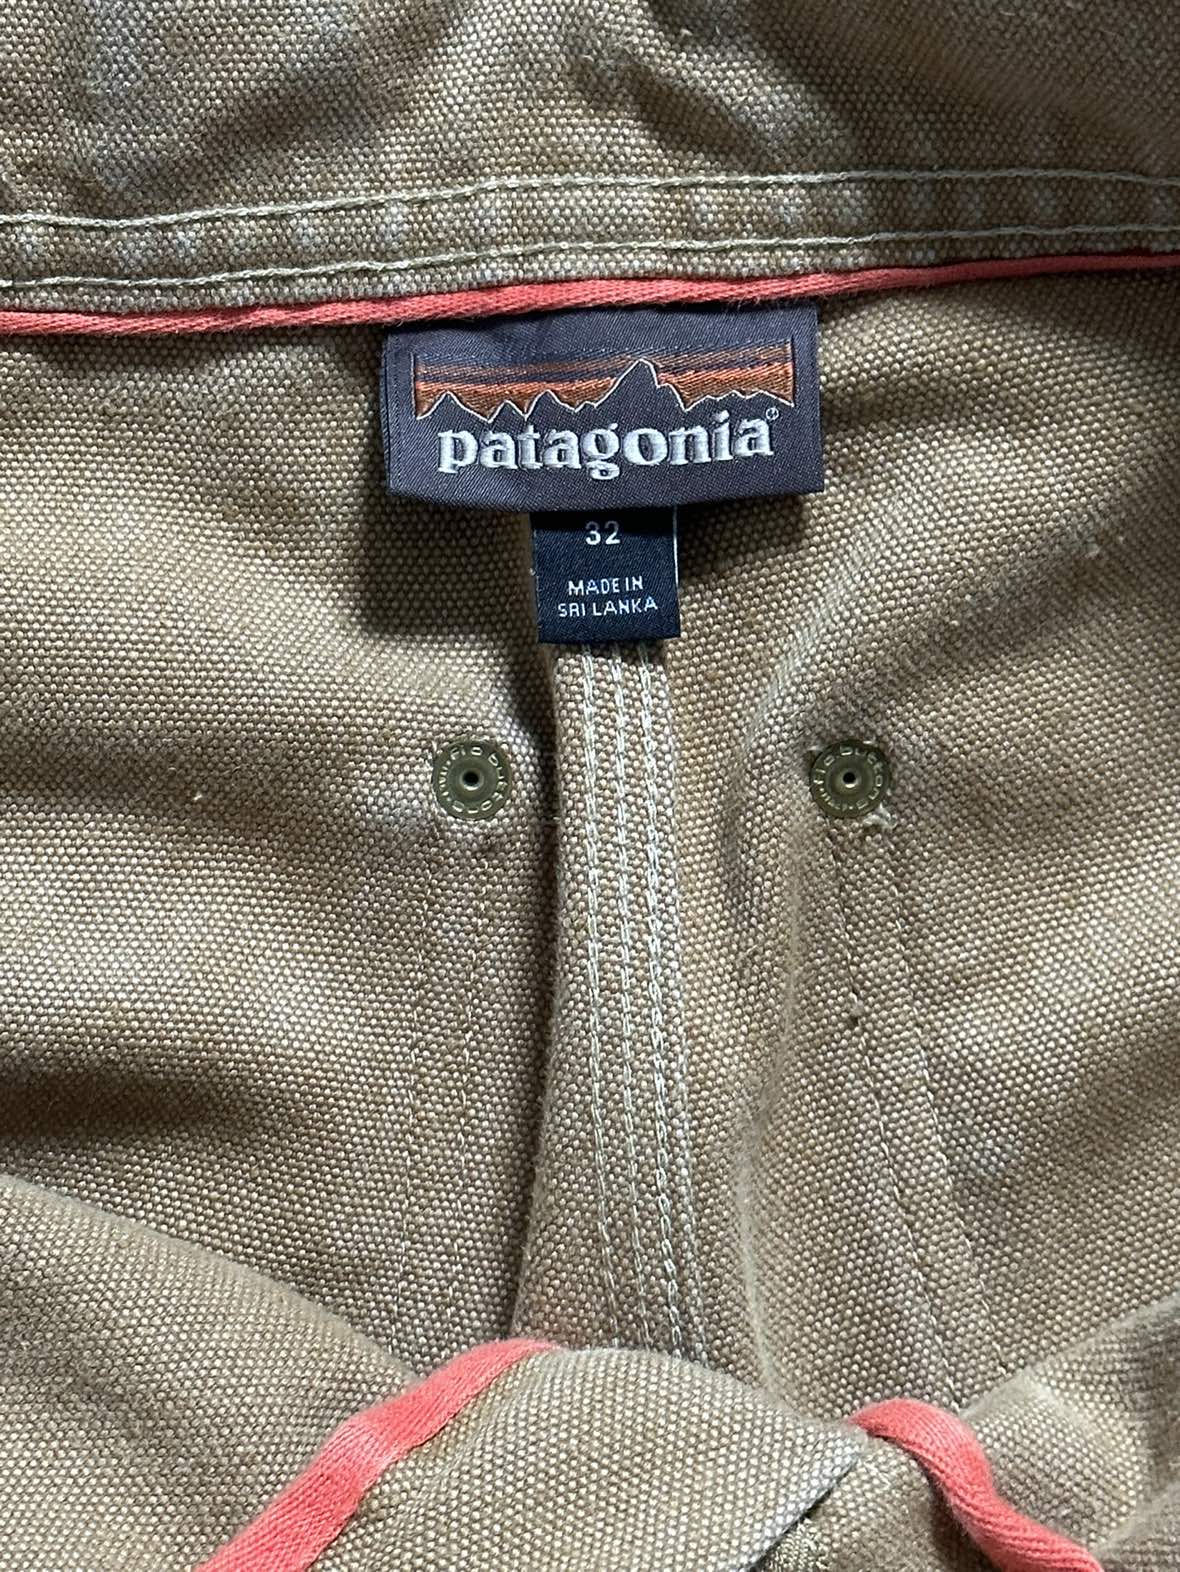 patagonia®
32
MADE IN
SRI LANKA